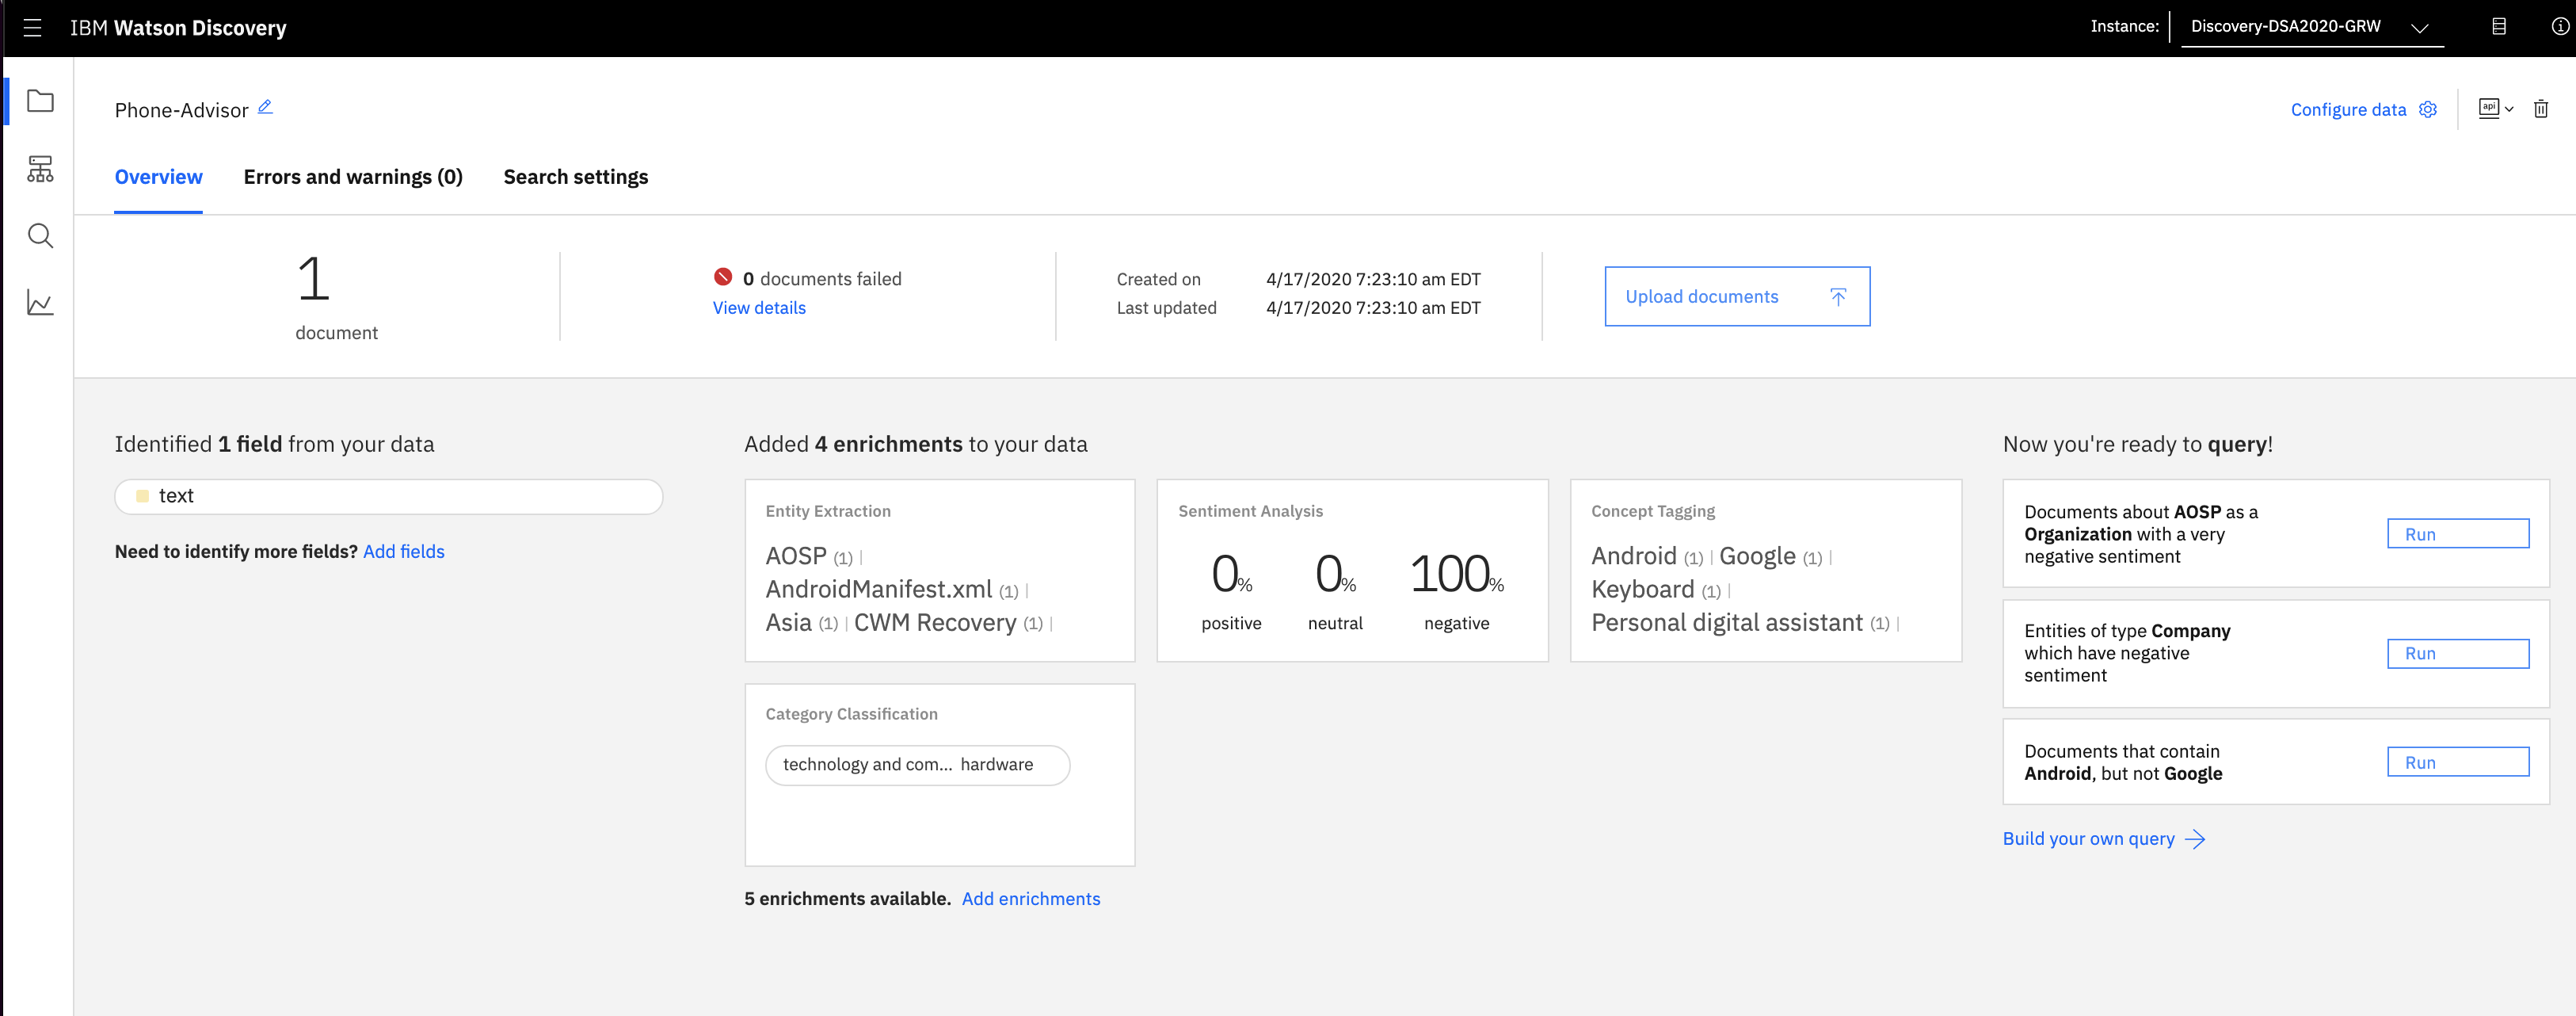 IBM Watson Discovery
Instance:
Discovery-DSA2020-GRW
Phone-Advisor
Configure data
api
Overview
Errors and warnings (0)
Search settings
1
document
0 documents failed
View details
Created on 4/17/2020 7:23:10 am EDT
Last updated 4/17/2020 7:23:10 am EDT
Upload documents
Identified 1 field from your data
text
Need to identify more fields? Add fields
Added 4 enrichments to your data
Entity Extraction
AOSP (1) |
AndroidManifest.xml (1) |
Asia (1) | CWM Recovery (1) |
Sentiment Analysis
0% 0% 100%
positive neutral negative
Concept Tagging
Android (1) | Google (1) |
Keyboard (1) |
Personal digital assistant (1) |
Category Classification
technology and com... hardware
5 enrichments available. Add enrichments
Now you're ready to query!
Documents about AOSP as a
Organization with a very
negative sentiment
Run
Entities of type Company
which have negative
sentiment
Run
Documents that contain
Android, but not Google
Run
Build your own query